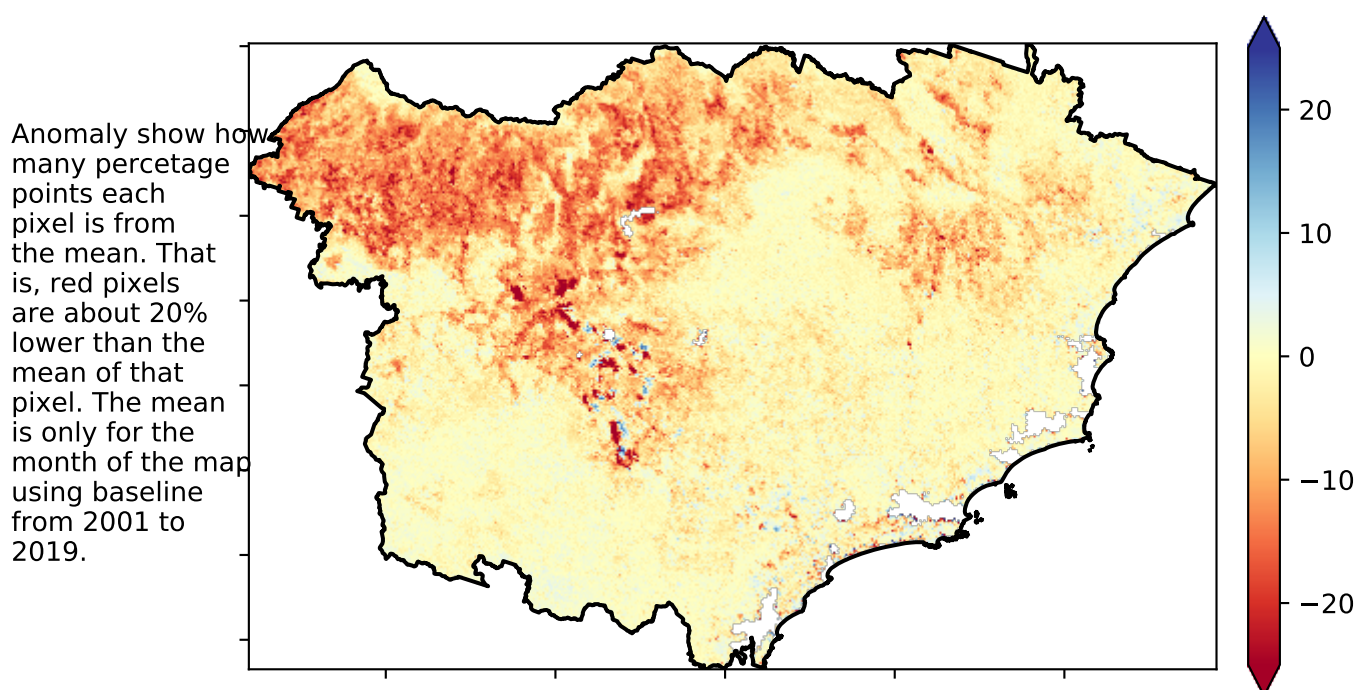 Anomaly show how
many percetage
points each
pixel is from
the mean. That
is, red pixels
are about 20%
lower than the
mean of that
pixel. The mean
is only for the
month of the map
using baseline
from 2001 to
2019.
20
10
0
−10
−20